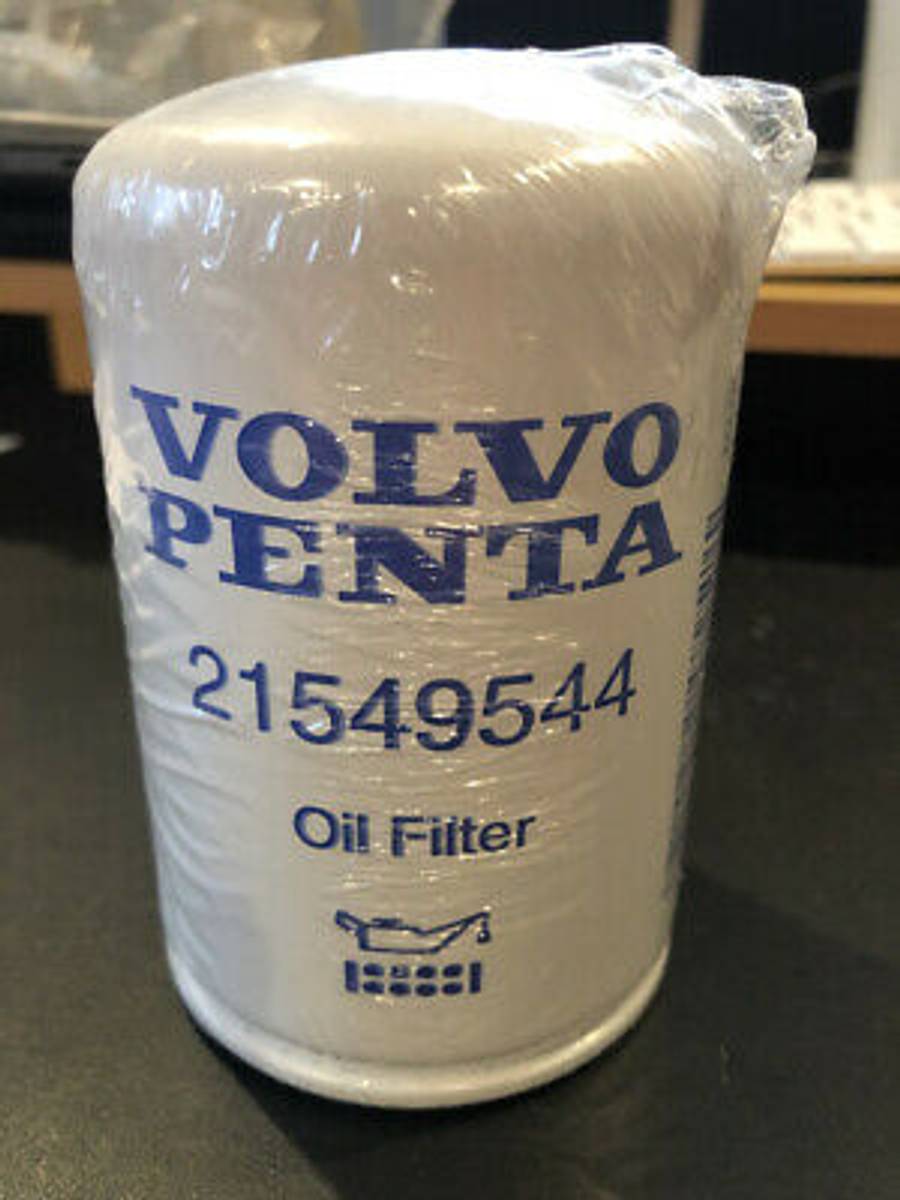 VOLVO
PENTA
21549544
Oil Filter